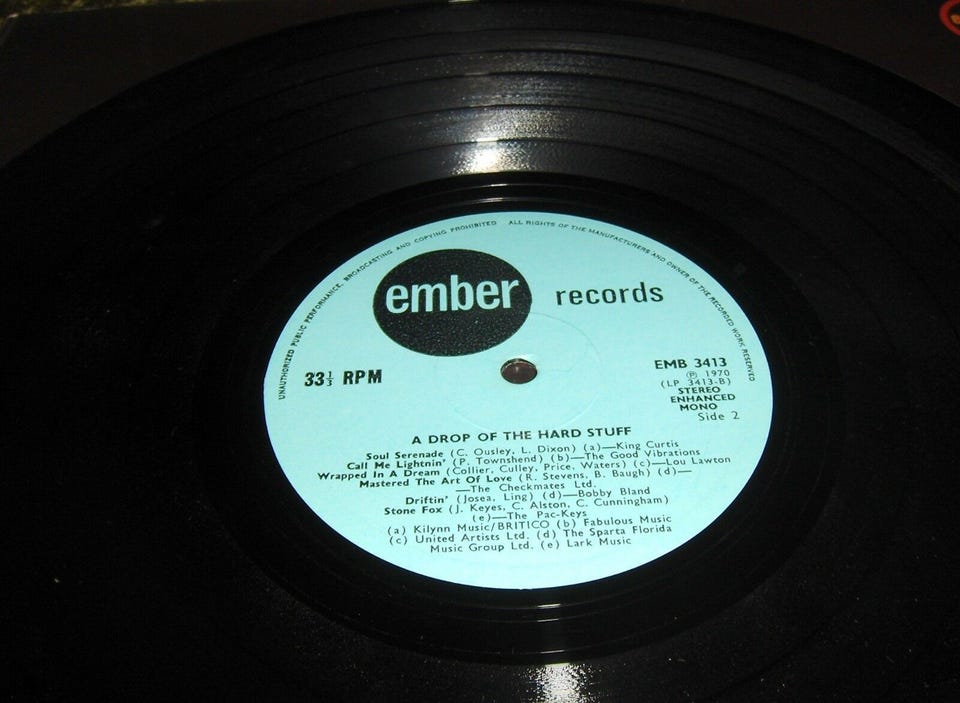 UNAUTHORIZED PUBLIC PERFORMANCE, BROADCASTING AND COPYING PROHIBITED ALL RIGHTS OF THE MANUFACTURERS AND OWNER OF THE RECORDED WORK RESERVED
ember records
33⅓ RPM
EMB 3413
℗ 1970
(LP 3413-B)
STEREO
ENHANCED
MONO
Side 2
A DROP OF THE HARD STUFF
Soul Serenade (C. Ousley, L. Dixon) (a)—King Curtis
Call Me Lightnin' (P. Townshend) (b)—The Good Vibrations
Wrapped In A Dream (Collier, Culley, Price, Waters) (c)—Lou Lawton
Mastered The Art Of Love (R. Stevens, B. Baugh) (d)—
—The Checkmates Ltd.
Driftin' (Josea, Ling) (d)—Bobby Bland
Stone Fox (J. Keyes, C. Alston, C. Cunningham)
(e)—The Pac-Keys
(a) Kilynn Music/BRITICO (b) Fabulous Music
(c) United Artists Ltd. (d) The Sparta Florida
Music Group Ltd. (e) Lark Music